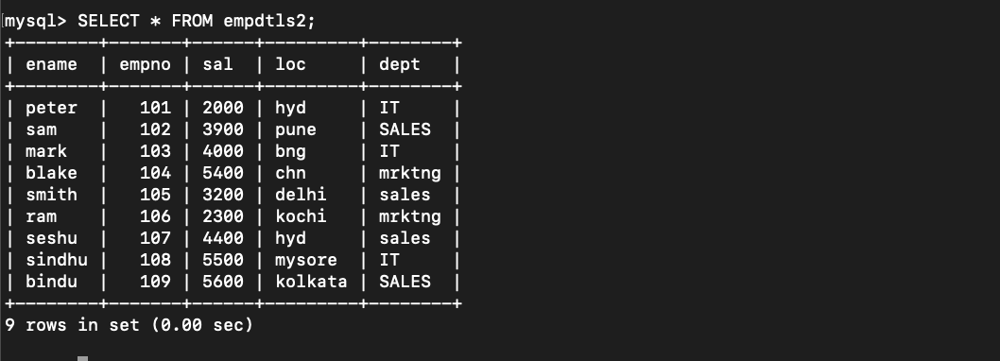 mysql> SELECT * FROM empdtls2;
+--------+-------+------+---------+--------+
| ename  | empno | sal  | loc     | dept   |
+--------+-------+------+---------+--------+
| peter  |   101 | 2000 | hyd     | IT     |
| sam    |   102 | 3900 | pune    | SALES  |
| mark   |   103 | 4000 | bng     | IT     |
| blake  |   104 | 5400 | chn     | mrktng |
| smith  |   105 | 3200 | delhi   | sales  |
| ram    |   106 | 2300 | kochi   | mrktng |
| seshu  |   107 | 4400 | hyd     | sales  |
| sindhu |   108 | 5500 | mysore  | IT     |
| bindu  |   109 | 5600 | kolkata | SALES  |
+--------+-------+------+---------+--------+
9 rows in set (0.00 sec)